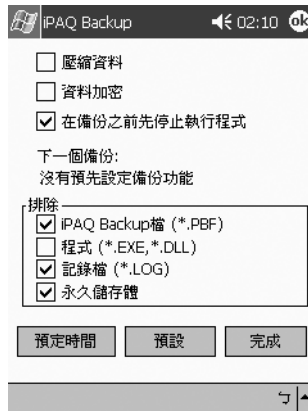 iPAQ Backup 02:10 ok
壓縮資料
資料加密
在備份之前先停止執行程式
下一個備份:
沒有預先設定備份功能
排除
iPAQ Backup檔 (*.PBF)
程式 (*.EXE,*.DLL)
記錄檔 (*.LOG)
永久儲存體
預定時間 預設 完成
ㄅ